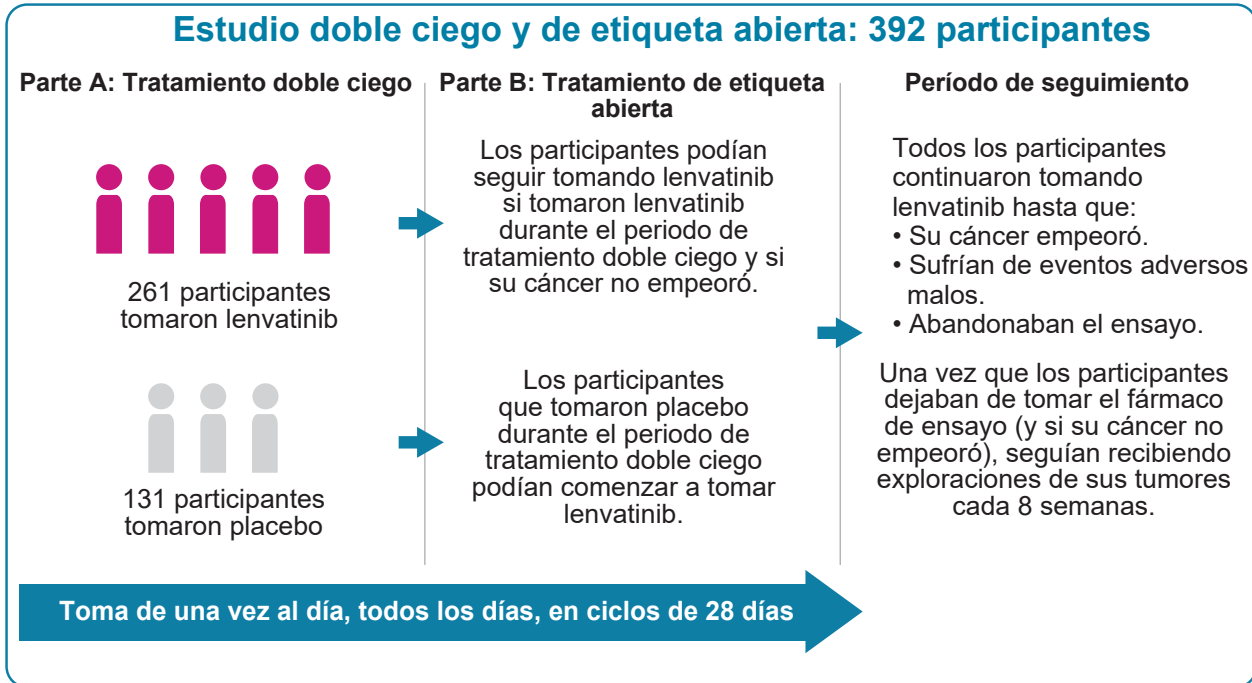 Estudio doble ciego y de etiqueta abierta: 392 participantes
Parte A: Tratamiento doble ciego
261 participantes
tomaron lenvatinib
131 participantes
tomaron placebo
Parte B: Tratamiento de etiqueta
abierta
Los participantes podían
seguir tomando lenvatinib
si tomaron lenvatinib
durante el periodo de
tratamiento doble ciego y si
su cáncer no empeoró.
Los participantes
que tomaron placebo
durante el periodo de
tratamiento doble ciego
podían comenzar a tomar
lenvatinib.
Período de seguimiento
Todos los participantes
continuaron tomando
lenvatinib hasta que:
• Su cáncer empeoró.
• Sufrían de eventos adversos
malos.
• Abandonaban el ensayo.
Una vez que los participantes
dejaban de tomar el fármaco
de ensayo (y si su cáncer no
empeoró), seguían recibiendo
exploraciones de sus tumores
cada 8 semanas.
Toma de una vez al día, todos los días, en ciclos de 28 días